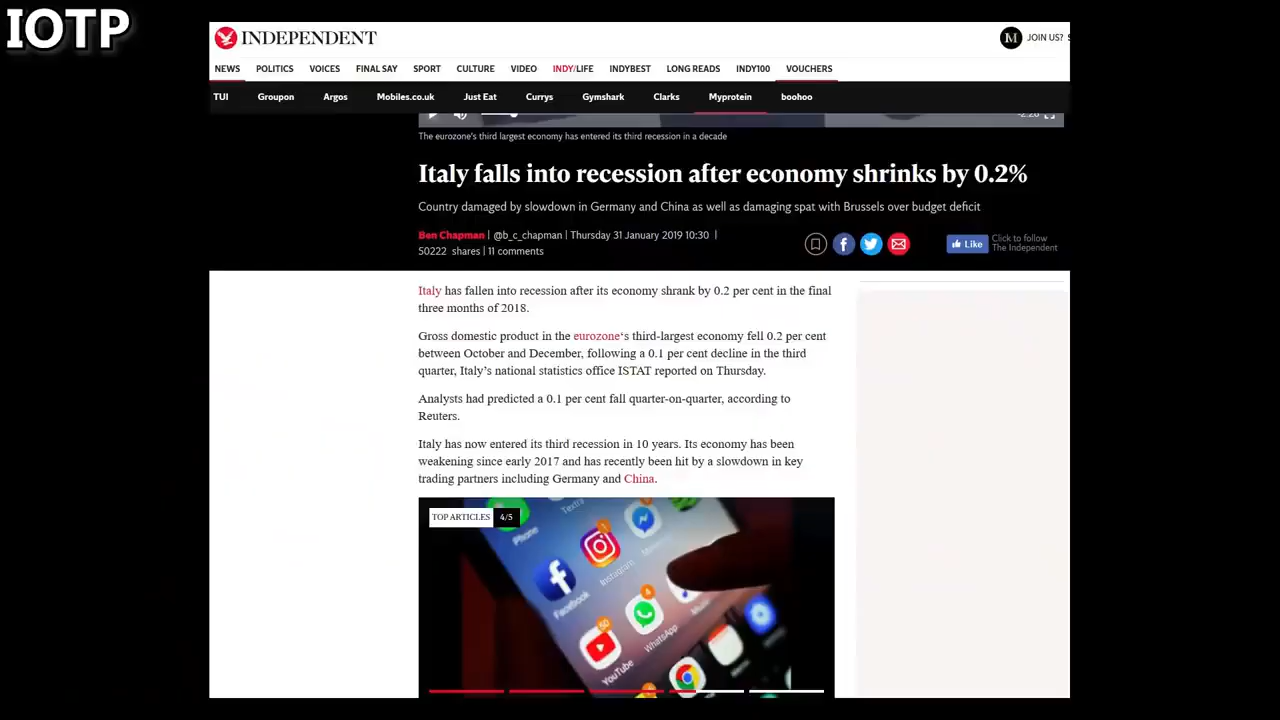 IOTP
INDEPENDENT
M JOIN US?
NEWS POLITICS VOICES FINAL SAY SPORT CULTURE VIDEO INDY/LIFE INDYBEST LONG READS INDY100 VOUCHERS
TUI Groupon Argos Mobiles.co.uk Just Eat Currys Gymshark Clarks Myprotein boohoo
The eurozone's third largest economy has entered its third recession in a decade
Italy falls into recession after economy shrinks by 0.2%
Country damaged by slowdown in Germany and China as well as damaging spat with Brussels over budget deficit
Ben Chapman | @b_c_chapman | Thursday 31 January 2019 10:30 |
50222 shares | 11 comments
Like
Click to follow
The Independent
Italy has fallen into recession after its economy shrank by 0.2 per cent in the final
three months of 2018.
Gross domestic product in the eurozone‘s third-largest economy fell 0.2 per cent
between October and December, following a 0.1 per cent decline in the third
quarter, Italy’s national statistics office ISTAT reported on Thursday.
Analysts had predicted a 0.1 per cent fall quarter-on-quarter, according to
Reuters.
Italy has now entered its third recession in 10 years. Its economy has been
weakening since early 2017 and has recently been hit by a slowdown in key
trading partners including Germany and China.
TOP ARTICLES 4/5
Phone
Textra
Facebook
Instagram
YouTube
WhatsApp